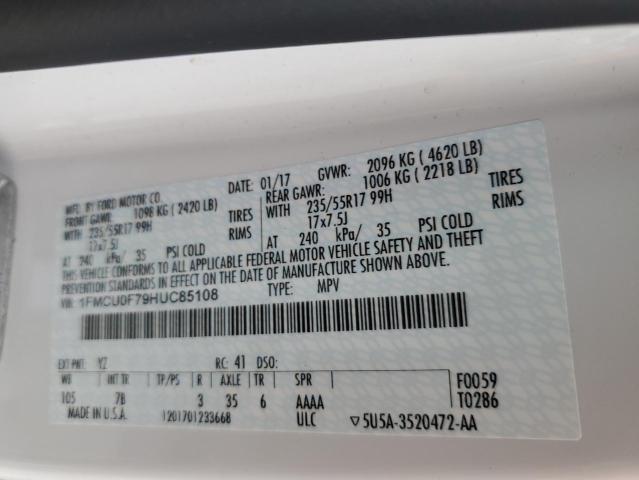 MFD. BY FORD MOTOR CO. DATE: 01/17 GVWR: 2096 KG ( 4620 LB)
FRONT GAWR: 1098 KG ( 2420 LB) REAR GAWR: 1006 KG ( 2218 LB)
WITH 235/55R17 99H TIRES WITH 235/55R17 99H TIRES
17x7.5J RIMS 17x7.5J RIMS
AT 240 kPa/ 35 PSI COLD AT 240 kPa/ 35 PSI COLD
THIS VEHICLE CONFORMS TO ALL APPLICABLE FEDERAL MOTOR VEHICLE SAFETY AND THEFT
PREVENTION STANDARDS IN EFFECT ON THE DATE OF MANUFACTURE SHOWN ABOVE.
VIN: 1FMCU0F79HUC85108 TYPE: MPV
EXT PNT: YZ RC: 41 DSO:
WB INT TR TP/PS R AXLE TR SPR F0059
105 7B 3 35 6 AAAA T0286
MADE IN U.S.A. 1201701233668 ULC ▽5U5A-3520472-AA